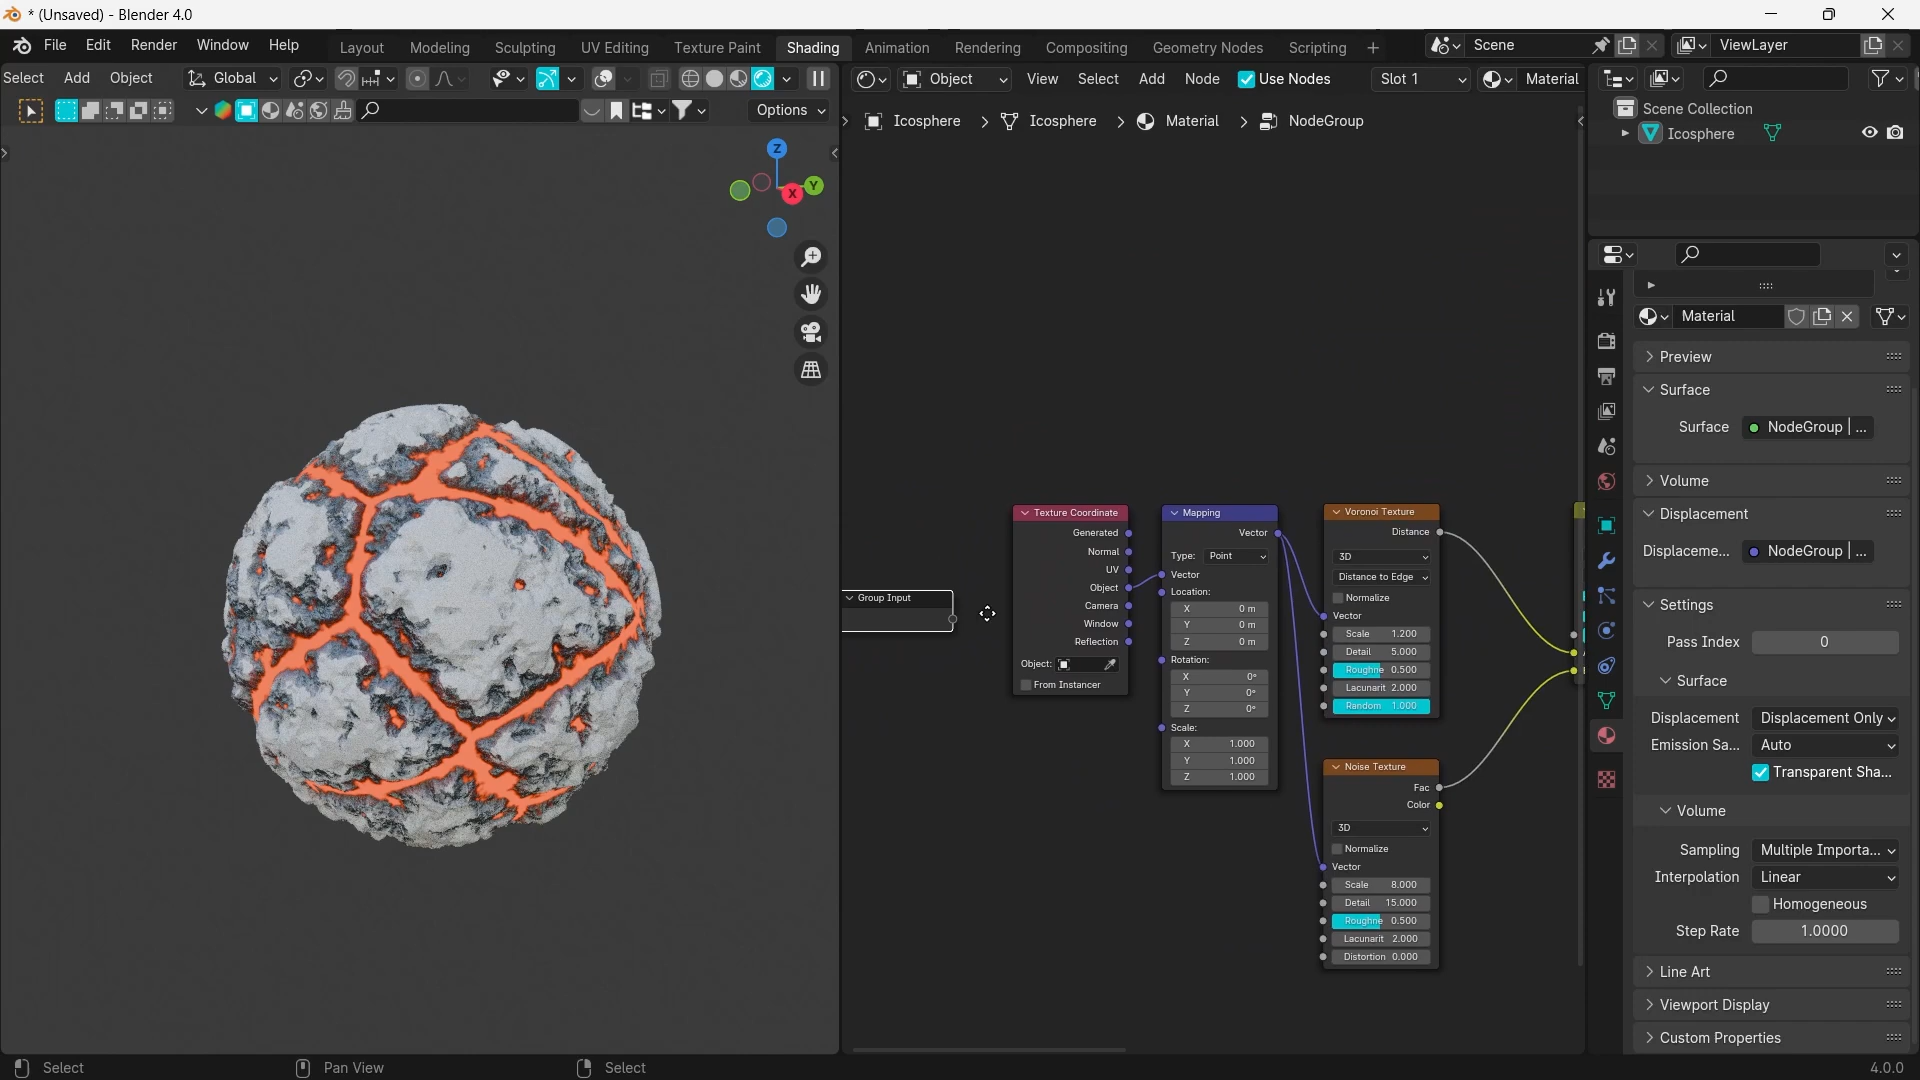 * (Unsaved) - Blender 4.0
File Edit Render Window Help Layout Modeling Sculpting UV Editing Texture Paint Shading Animation Rendering Compositing Geometry Nodes Scripting + Scene ViewLayer
Select Add Object Global Object View Select Add Node Use Nodes Slot 1 Material
Options
Icosphere Icosphere Material NodeGroup
Scene Collection
Icosphere
Z
Y
X
Material
Preview
Surface
Surface NodeGroup | ...
Volume
Displacement
Displaceme... NodeGroup | ...
Settings
Pass Index 0
Surface
Displacement Displacement Only
Emission Sa... Auto
Transparent Sha...
Volume
Sampling Multiple Importa...
Interpolation Linear
Homogeneous
Step Rate 1.0000
Line Art
Viewport Display
Custom Properties
Group Input
Texture Coordinate
Generated
Normal
UV
Object
Camera
Window
Reflection
Object:
From Instancer
Mapping
Vector
Type: Point
Vector
Location:
X 0 m
Y 0 m
Z 0 m
Rotation:
X 0°
Y 0°
Z 0°
Scale:
X 1.000
Y 1.000
Z 1.000
Voronoi Texture
Distance
3D
Distance to Edge
Normalize
Vector
Scale 1.200
Detail 5.000
Roughne 0.500
Lacunarit 2.000
Random 1.000
Noise Texture
Fac
Color
3D
Normalize
Vector
Scale 8.000
Detail 15.000
Roughne 0.500
Lacunarit 2.000
Distortion 0.000
Select Pan View Select 4.0.0